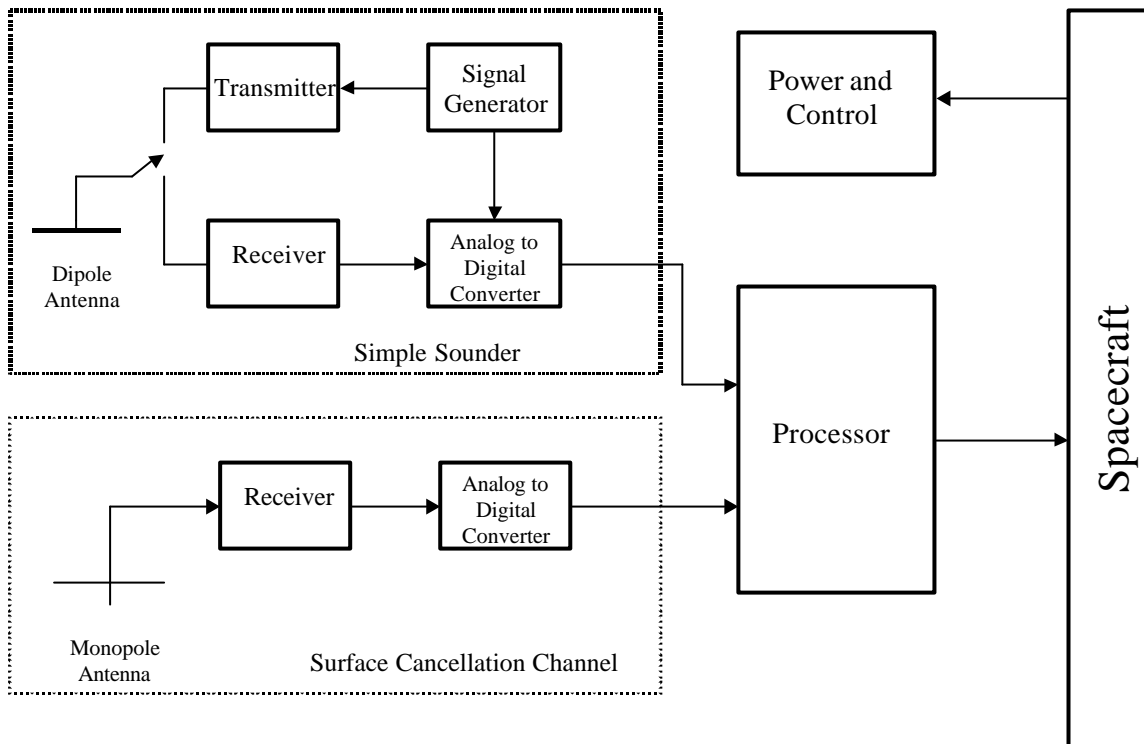 Transmitter
Signal
Generator
Power and
Control
Dipole
Antenna
Receiver
Analog to
Digital
Converter
Simple Sounder
Spacecraft
Processor
Receiver
Analog to
Digital
Converter
Monopole
Antenna
Surface Cancellation Channel